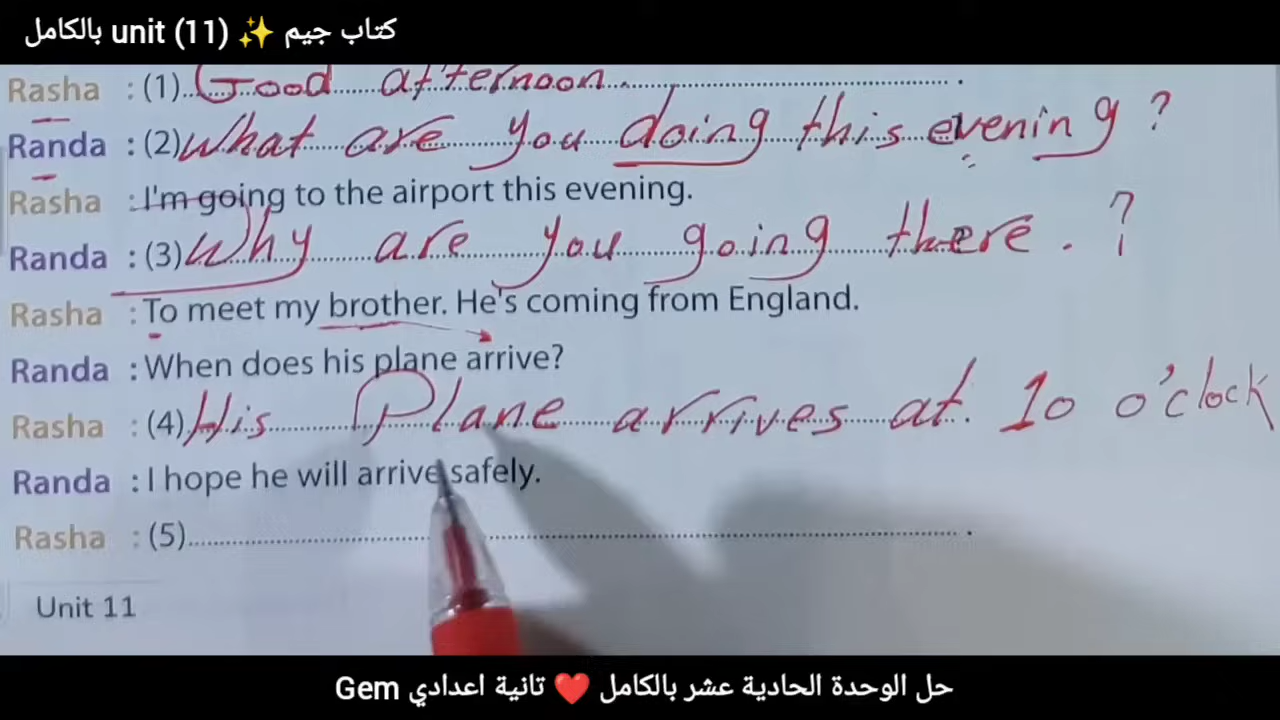 كتاب جيم ✨ unit (11) بالكامل
Rasha : (1) Good afternoon.
Randa : (2) What are you doing this evening ?
Rasha : I'm going to the airport this evening.
Randa : (3) Why are you going there . ?
Rasha : To meet my brother. He's coming from England.
Randa : When does his plane arrive?
Rasha : (4) His Plane arrives at . 10 o'clock
Randa : I hope he will arrive safely.
Rasha : (5) .
Unit 11
حل الوحدة الحادية عشر بالكامل ❤️ تانية اعدادي Gem